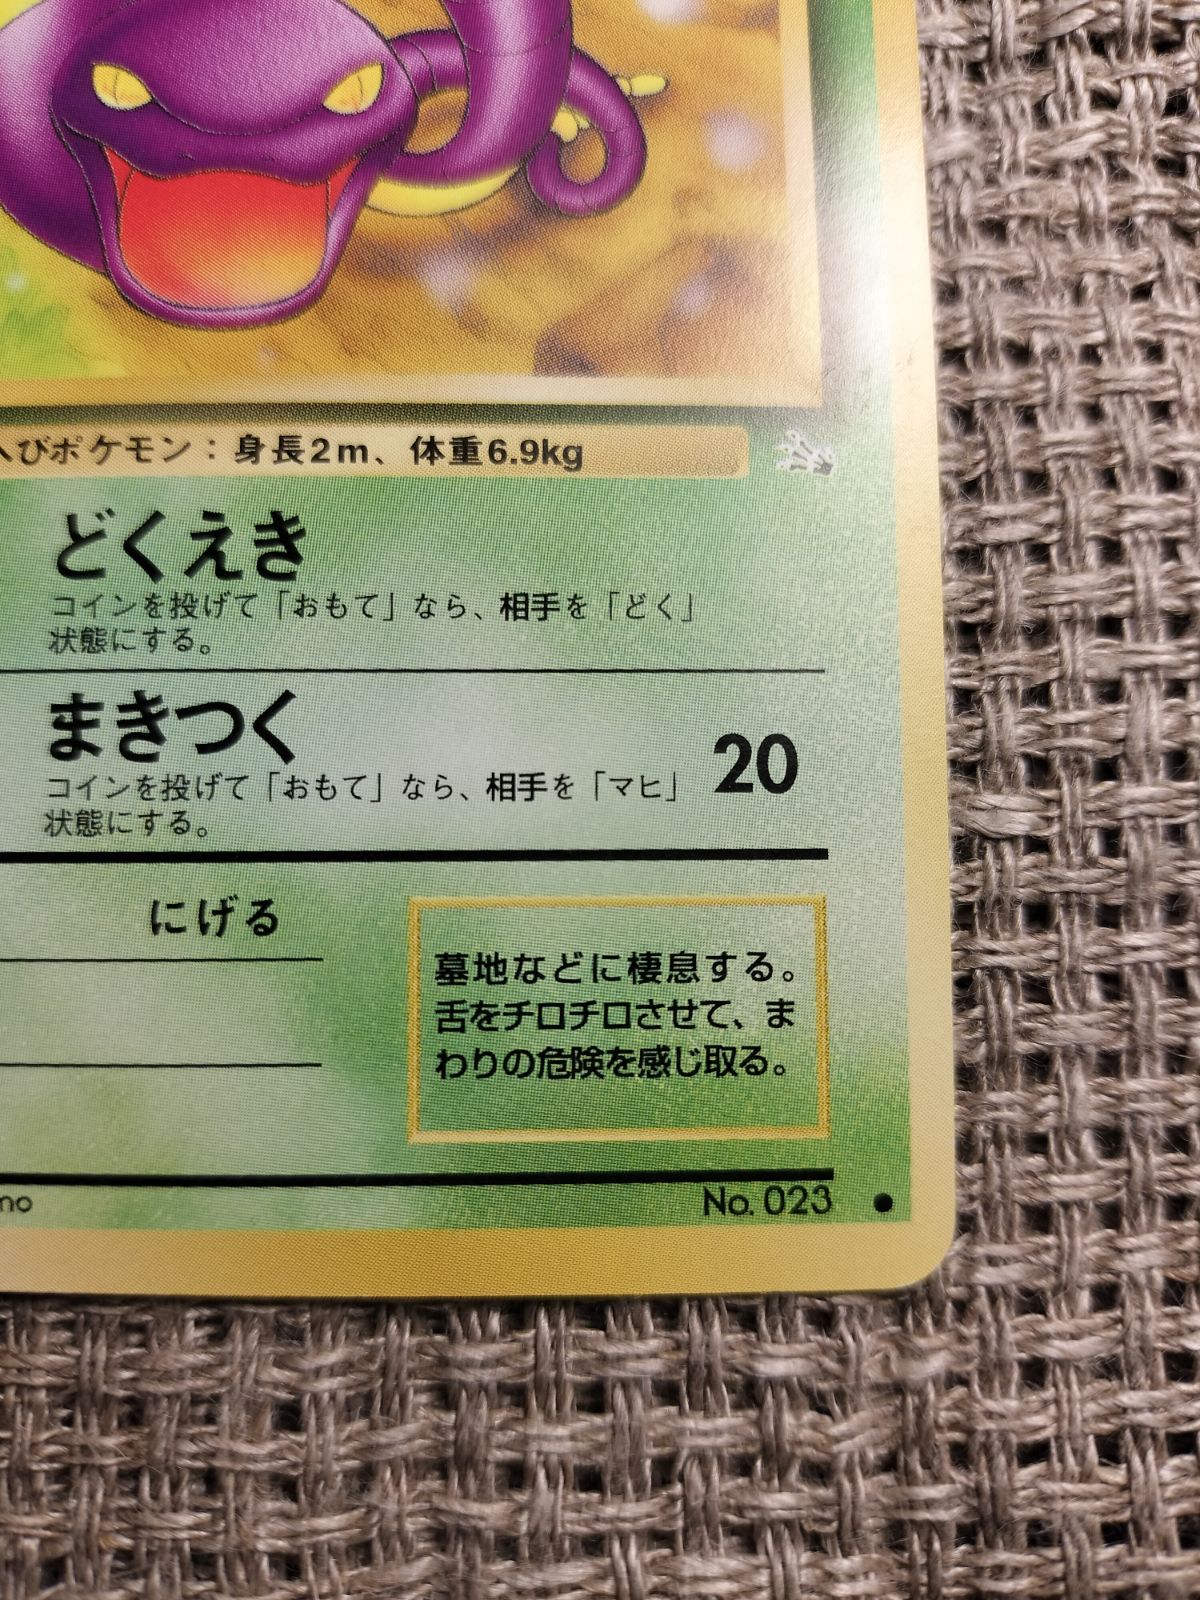 へびポケモン：身長2m、体重6.9kg
どくえき
コインを投げて「おもて」なら、相手を「どく」
状態にする。
まきつく
20
コインを投げて「おもて」なら、相手を「マヒ」
状態にする。
にげる
墓地などに棲息する。
舌をチロチロさせて、ま
わりの危険を感じ取る。
mo
No. 023 ●